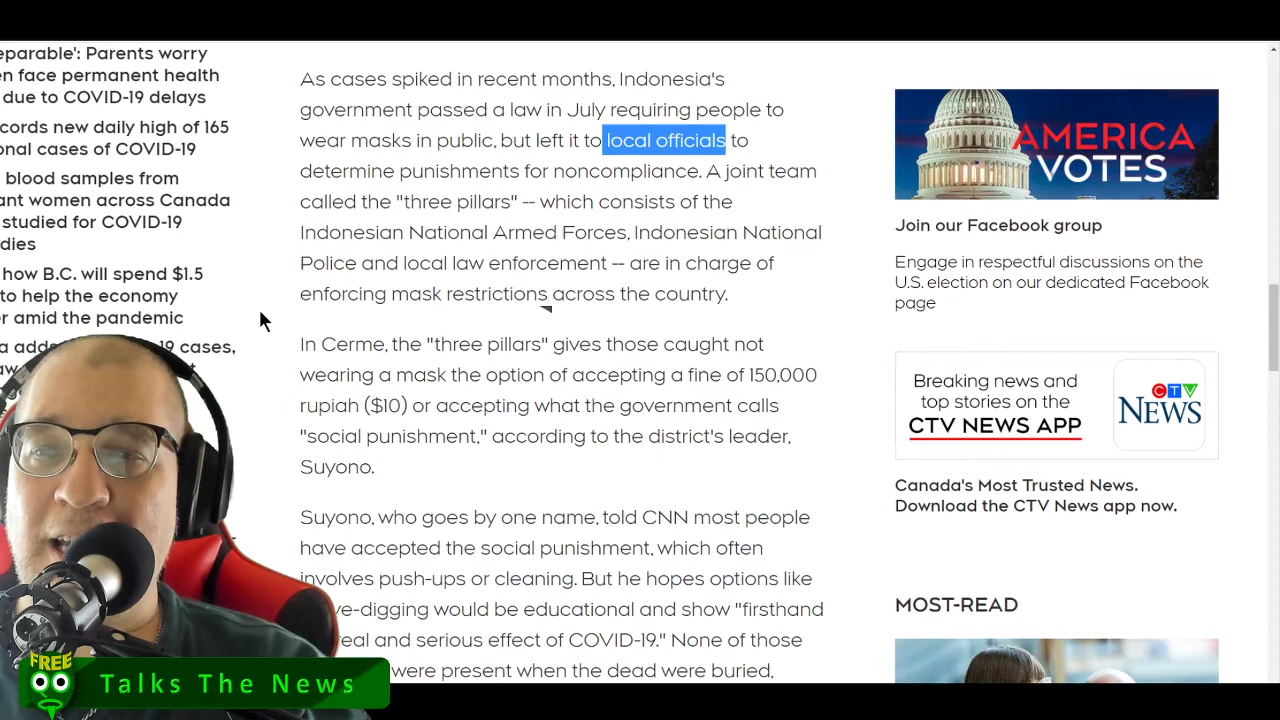 eparable': Parents worry
en face permanent health
due to COVID-19 delays
cords new daily high of 165
onal cases of COVID-19
blood samples from
ant women across Canada
studied for COVID-19
dies
how B.C. will spend $1.5
to help the economy
er amid the pandemic
a adds 19 cases,
As cases spiked in recent months, Indonesia's
government passed a law in July requiring people to
wear masks in public, but left it to local officials to
determine punishments for noncompliance. A joint team
called the "three pillars" -- which consists of the
Indonesian National Armed Forces, Indonesian National
Police and local law enforcement -- are in charge of
enforcing mask restrictions across the country.
In Cerme, the "three pillars" gives those caught not
wearing a mask the option of accepting a fine of 150,000
rupiah ($10) or accepting what the government calls
"social punishment," according to the district's leader,
Suyono.
Suyono, who goes by one name, told CNN most people
have accepted the social punishment, which often
involves push-ups or cleaning. But he hopes options like
ve-digging would be educational and show "firsthand
real and serious effect of COVID-19." None of those
were present when the dead were buried,
AMERICA
VOTES
Join our Facebook group
Engage in respectful discussions on the
U.S. election on our dedicated Facebook
page
Breaking news and
top stories on the
CTV NEWS APP
CTV
NEWS
Canada's Most Trusted News.
Download the CTV News app now.
MOST-READ
FREE
Talks The News